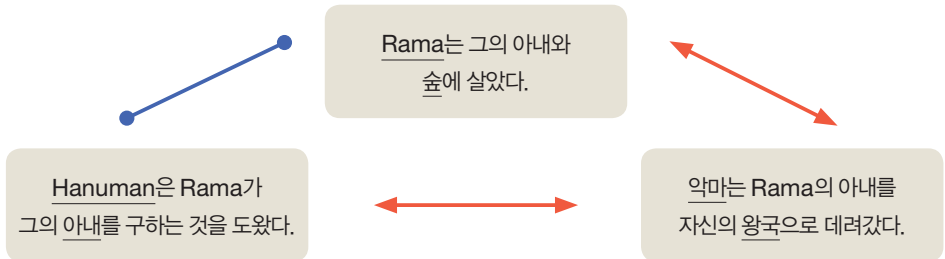 Rama는 그의 아내와
숲에 살았다.
Hanuman은 Rama가
그의 아내를 구하는 것을 도왔다.
악마는 Rama의 아내를
자신의 왕국으로 데려갔다.